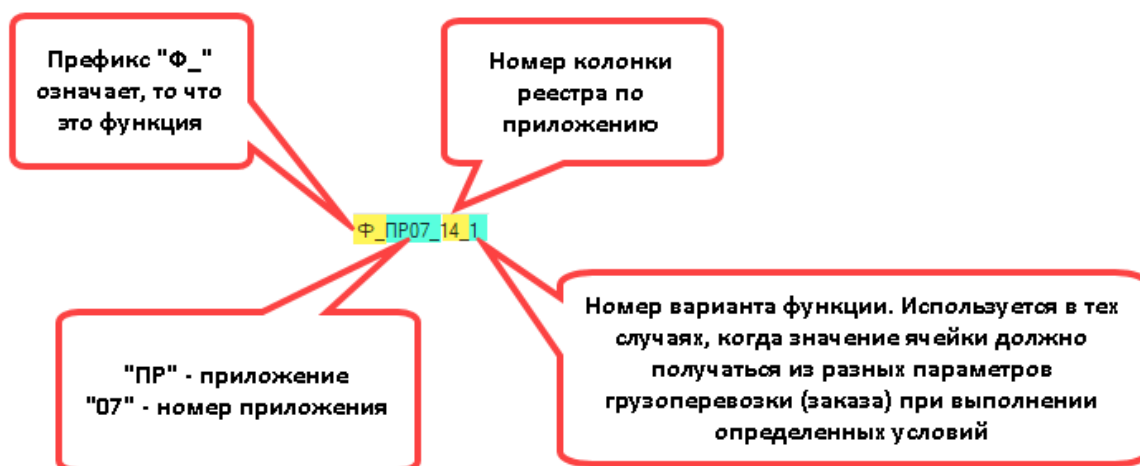 Префикс "Ф_"
означает, то что
это функция
Номер колонки
реестра по
приложению
Ф_ПР07_14_1
"ПР" - приложение
"07" - номер приложения
Номер варианта функции. Используется в тех
случаях, когда значение ячейки должно
получаться из разных параметров
грузоперевозки (заказа) при выполнении
определенных условий